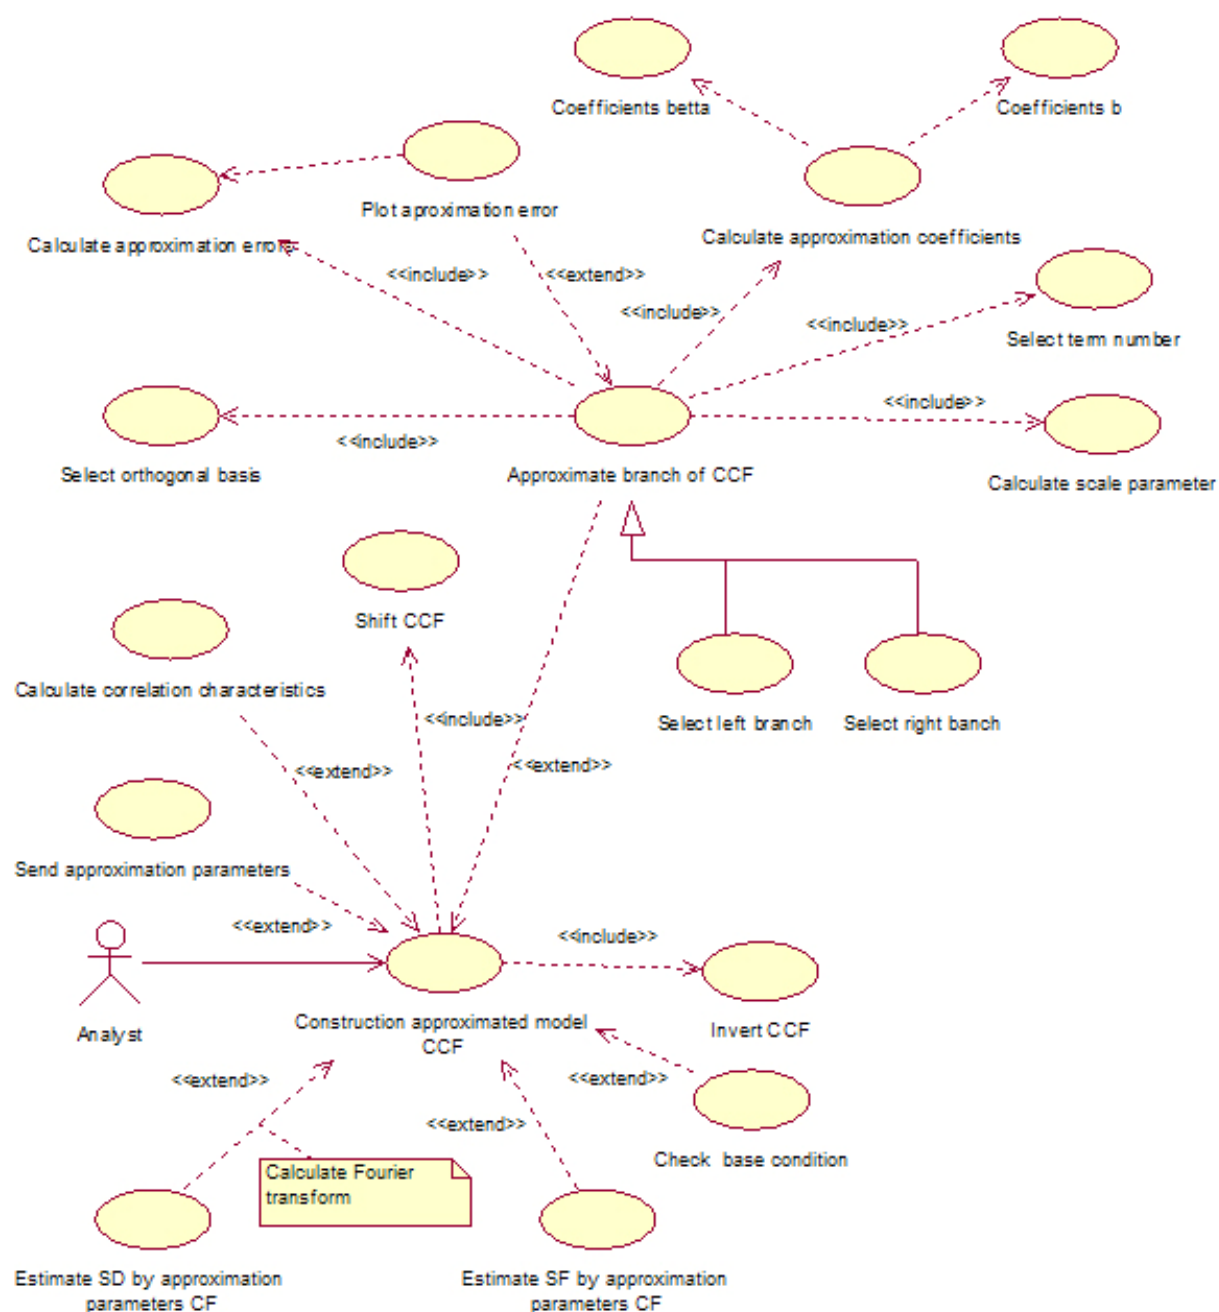 Coefficients betta
Coefficients b
Plot aproximation error
Calculate approximation errors
Calculate approximation coefficients
<<include>>
<<extend>>
<<include>>
<<include>>
Select term number
<<include>>
<<include>>
Select orthogonal basis
Approximate branch of CCF
Calculate scale parameter
Shift CCF
Calculate correlation characteristics
Select left branch
Select right banch
<<include>>
<<extend>>
<<extend>>
Send approximation parameters
<<extend>>
<<include>>
Analyst
Construction approximated model
CCF
Invert CCF
<<extend>>
<<extend>>
<<extend>>
Check base condition
Calculate Fourier
transform
Estimate SD by approximation
parameters CF
Estimate SF by approximation
parameters CF